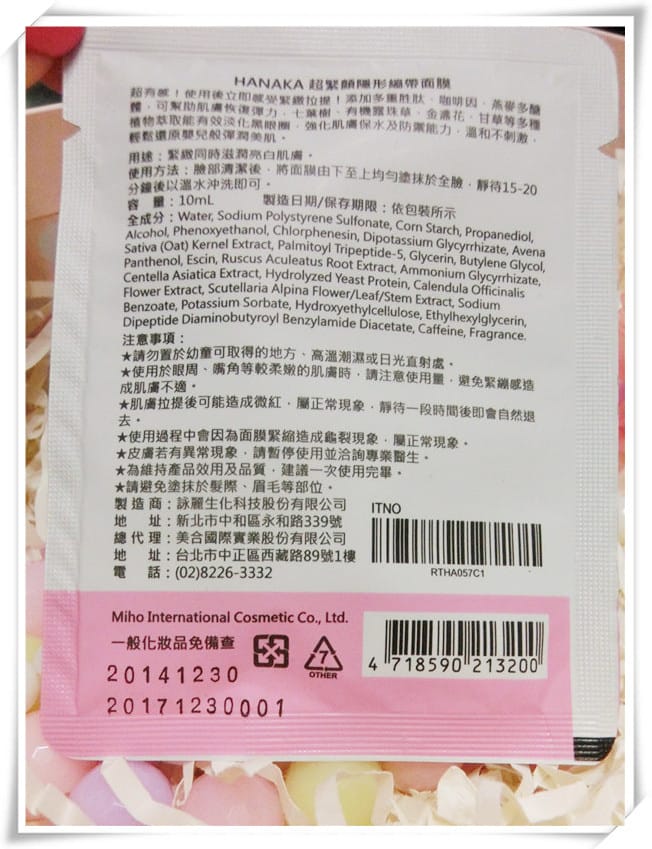 HANAKA 超緊顏隱形繃帶面膜
超有感！使用後立即感受緊緻拉提！添加多重胜肽、咖啡因、燕麥多醣
體，可幫助肌膚恢復彈力，七葉樹、有機雷公根、金盞花、甘草等多種
植物萃取能有效淡化黑眼圈，強化肌膚保水及防禦能力，溫和不刺激，
輕鬆還原嬰兒般彈潤美肌。
用途：緊緻同時滋潤亮白肌膚。
使用方法：臉部清潔後，將面膜由下至上均勻塗抹於全臉，靜待15-20
分鐘後以溫水沖洗即可。
容 量：10mL 製造日期/保存期限：依包裝所示
全成分：Water, Sodium Polystyrene Sulfonate, Corn Starch, Propanediol,
Alcohol, Phenoxyethanol, Chlorphenesin, Dipotassium Glycyrrhizate, Avena
Sativa (Oat) Kernel Extract, Palmitoyl Tripeptide-5, Glycerin, Butylene Glycol,
Panthenol, Escin, Ruscus Aculeatus Root Extract, Ammonium Glycyrrhizate,
Centella Asiatica Extract, Hydrolyzed Yeast Protein, Calendula Officinalis
Flower Extract, Scutellaria Alpina Flower/Leaf/Stem Extract, Sodium
Benzoate, Potassium Sorbate, Hydroxyethylcellulose, Ethylhexylglycerin,
Dipeptide Diaminobutyroyl Benzylamide Diacetate, Caffeine, Fragrance.
注意事項：
★請勿置於幼童可取得的地方、高溫潮濕或日光直射處。
★使用於眼周、嘴角等較柔嫩的肌膚時，請注意使用量，避免緊繃感造
成肌膚不適。
★肌膚拉提後可能造成微紅，屬正常現象，靜待一段時間後即會自然退
去。
★使用過程中會因為面膜緊縮造成龜裂現象，屬正常現象。
★皮膚若有異常現象，請暫停使用並洽詢專業醫生。
★為維持產品效用及品質，建議一次使用完畢。
★請避免塗抹於髮際、眉毛等部位。
製 造 商：詠麗生化科技股份有限公司
地 址：新北市中和區永和路339號
總 代 理：美合國際實業股份有限公司
地 址：台北市中正區西藏路89號1樓
電 話：(02)8226-3332
ITNO
RTHA057C1
Miho International Cosmetic Co., Ltd.
一般化妝品免備查
7
OTHER
4 718590 213200
20141230
20171230001